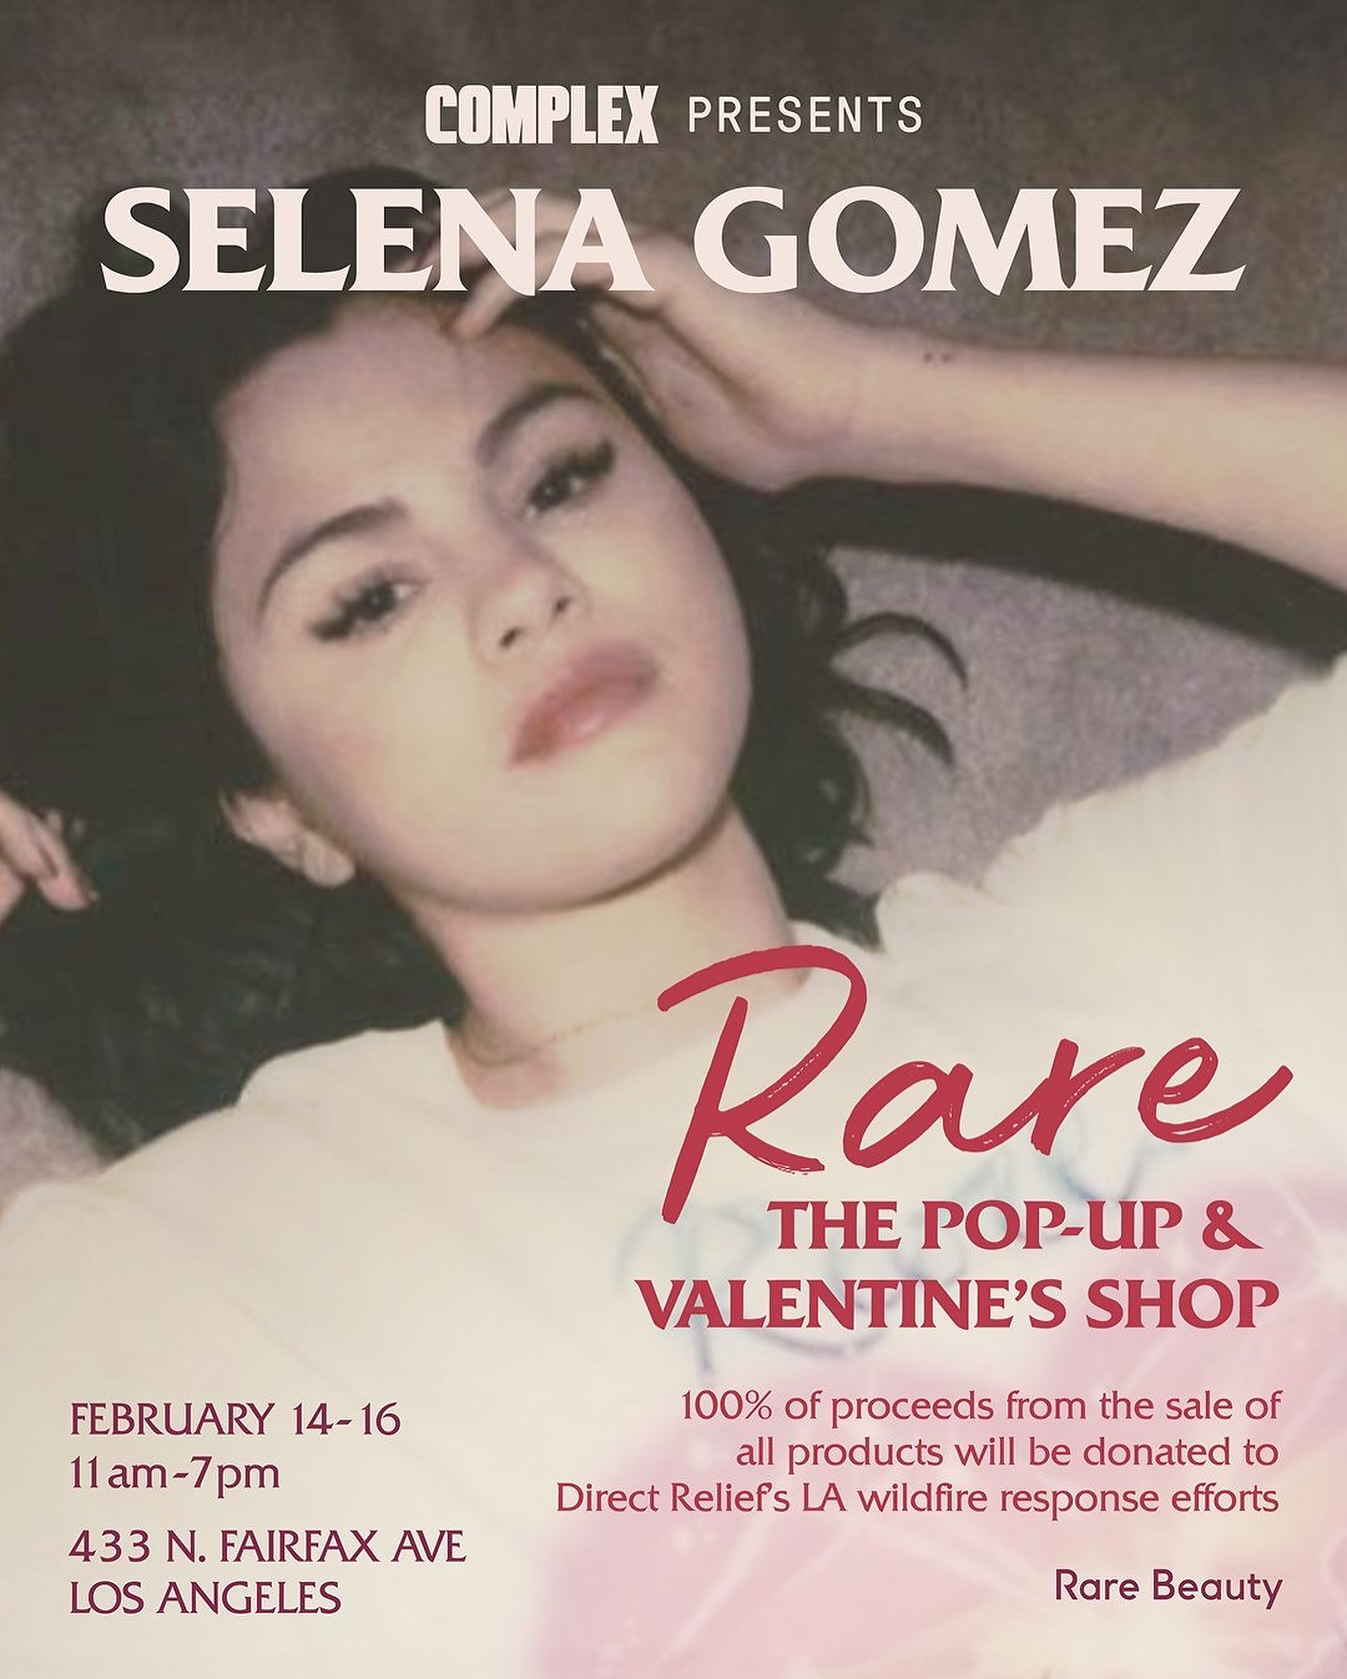 COMPLEX PRESENTS
SELENA GOMEZ
Rare
THE POP-UP &
VALENTINE'S SHOP
100% of proceeds from the sale of
all products will be donated to
Direct Relief's LA wildfire response efforts
Rare Beauty
FEBRUARY 14-16
11am-7pm
433 N. FAIRFAX AVE
LOS ANGELES